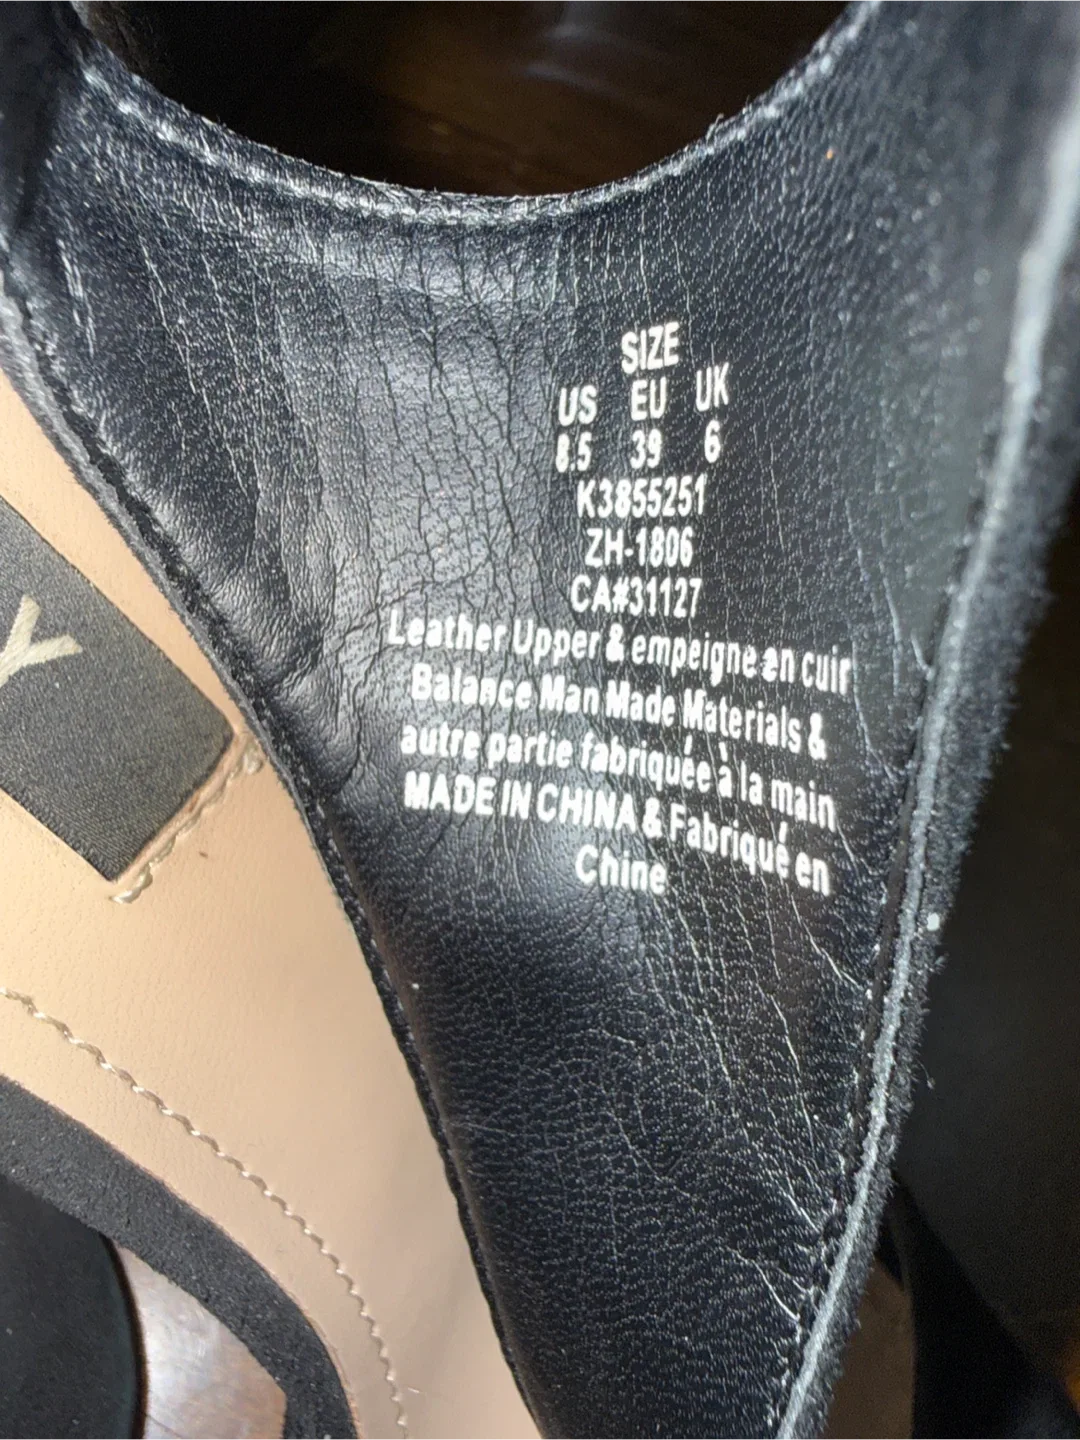 SIZE
US EU UK
8.5 39 6
K3855251
ZH-1806
CA#31127
Leather Upper & empeigne en cuir
Balance Man Made Materials &
autre partie fabriquée à la main
MADE IN CHINA & Fabriqué en
Chine
Y